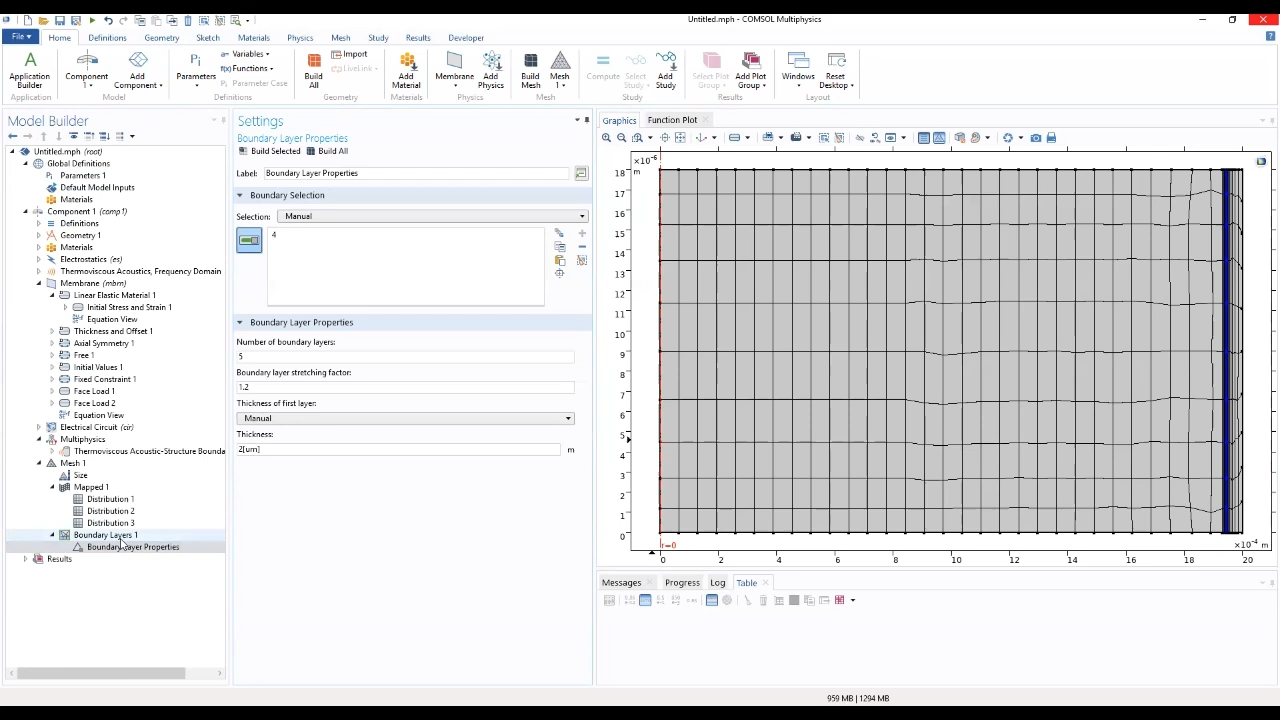 Untitled.mph - COMSOL Multiphysics
File
Home
Definitions
Geometry
Sketch
Materials
Physics
Mesh
Study
Results
Developer
Application Builder
Component 1
Add Component
Parameters
Variables
Functions
Parameter Case
Build All
Import
LiveLink
Add Material
Membrane
Add Physics
Build Mesh
Mesh 1
Compute
Select Study
Add Study
Select Plot Group
Add Plot Group
Windows
Reset Desktop
Application
Model
Definitions
Geometry
Materials
Physics
Mesh
Study
Results
Layout
Model Builder
Untitled.mph (root)
Global Definitions
Parameters 1
Default Model Inputs
Materials
Component 1 (comp1)
Definitions
Geometry 1
Materials
Electrostatics (es)
Thermoviscous Acoustics, Frequency Domain
Membrane (mbrn)
Linear Elastic Material 1
Initial Stress and Strain 1
Equation View
Thickness and Offset 1
Axial Symmetry 1
Free 1
Initial Values 1
Fixed Constraint 1
Face Load 1
Face Load 2
Equation View
Electrical Circuit (cir)
Multiphysics
Thermoviscous Acoustic-Structure Bounda
Mesh 1
Size
Mapped 1
Distribution 1
Distribution 2
Distribution 3
Boundary Layers 1
Boundary Layer Properties
Results
Settings
Boundary Layer Properties
Build Selected
Build All
Label: Boundary Layer Properties
Boundary Selection
Selection: Manual
4
Boundary Layer Properties
Number of boundary layers:
5
Boundary layer stretching factor:
1.2
Thickness of first layer:
Manual
Thickness:
2[um] m
Graphics
Function Plot
×10⁻⁶
m
18
17
16
15
14
13
12
11
10
9
8
7
6
5
4
3
2
1
0
r=0
0 2 4 6 8 10 12 14 16 18 20
×10⁻⁴ m
Messages
Progress
Log
Table
959 MB | 1294 MB